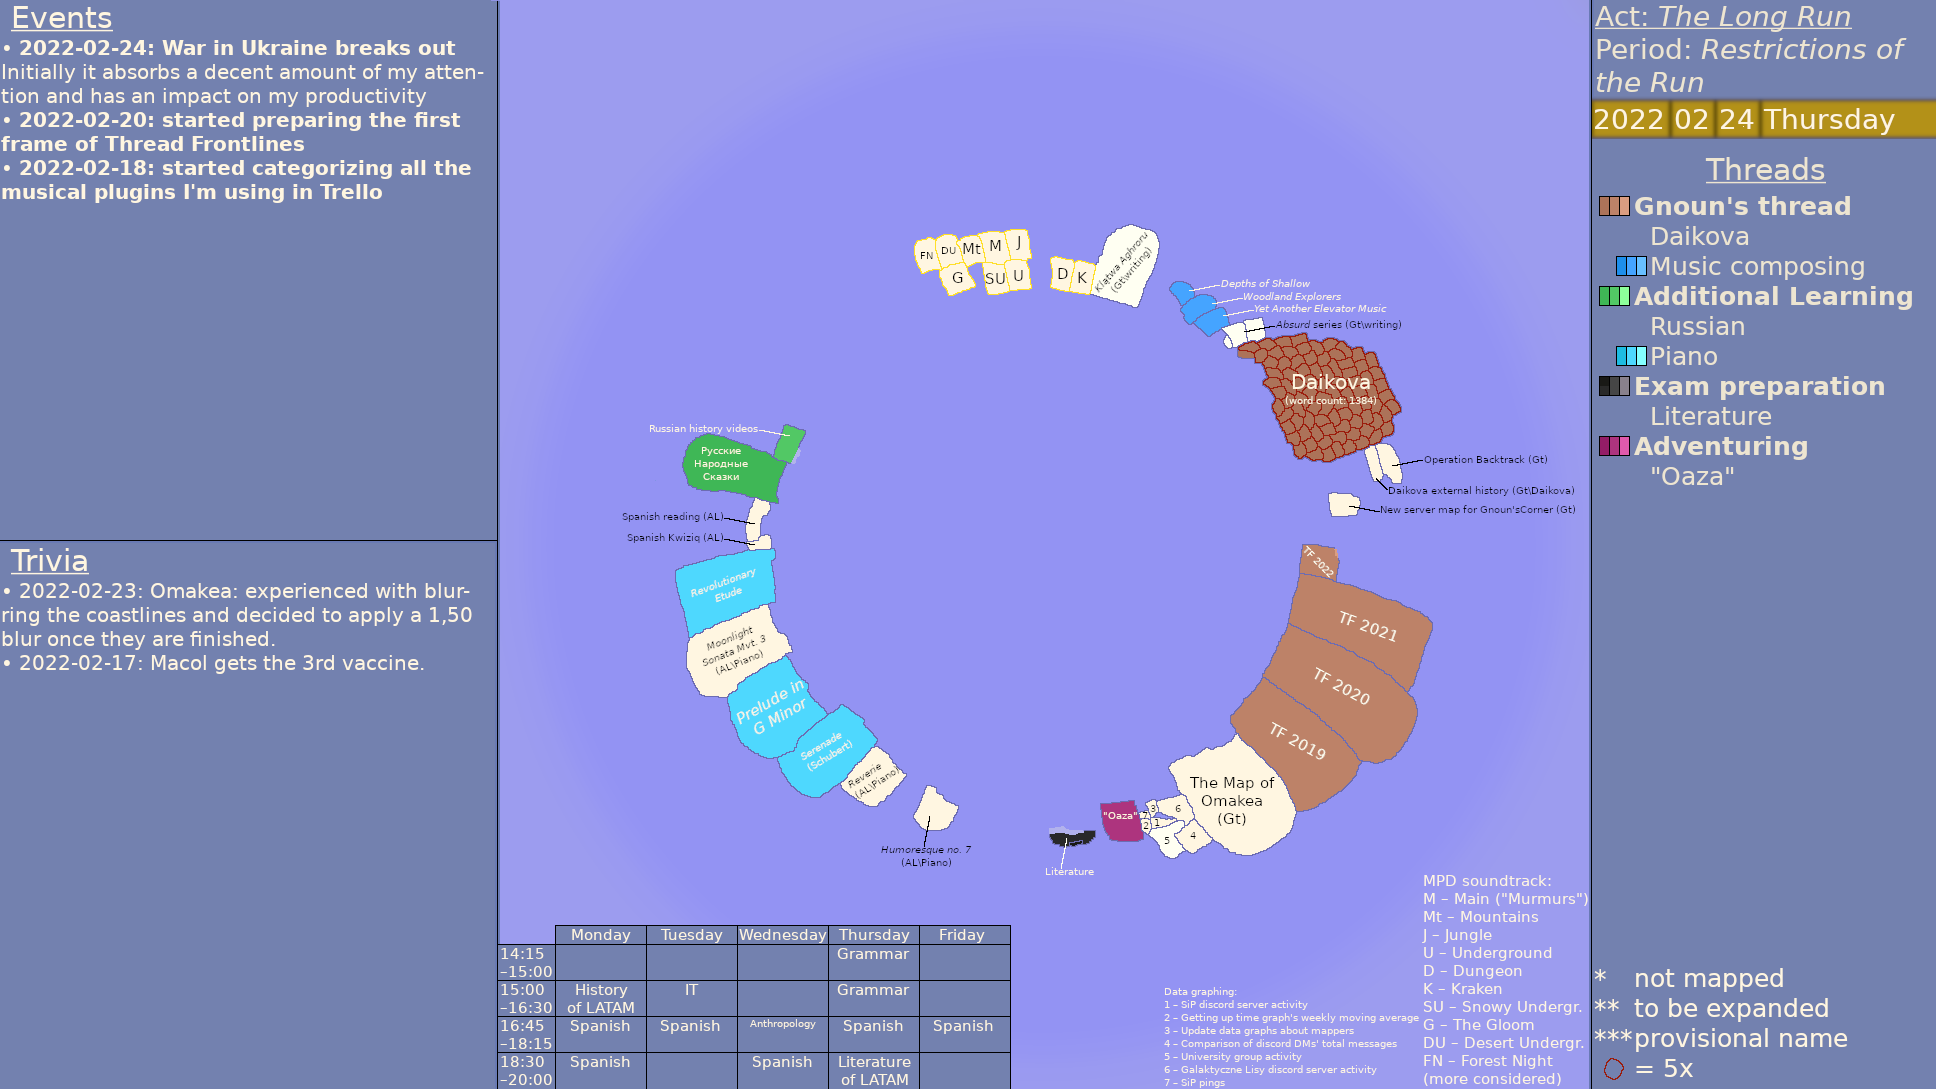 Events
• 2022-02-24: War in Ukraine breaks out
Initially it absorbs a decent amount of my atten-
tion and has an impact on my productivity
• 2022-02-20: started preparing the first
frame of Thread Frontlines
• 2022-02-18: started categorizing all the
musical plugins I'm using in Trello
Trivia
• 2022-02-23: Omakea: experienced with blur-
ring the coastlines and decided to apply a 1,50
blur once they are finished.
• 2022-02-17: Macol gets the 3rd vaccine.
FN
DU
Mt
M
J
G
SU
U
D
K
Klątwa Aghroru
(Gt\writing)
Depths of Shallow
Woodland Explorers
Yet Another Elevator Music
Absurd series (Gt\writing)
Daikova
(word count: 1384)
Operation Backtrack (Gt)
Daikova external history (Gt\Daikova)
New server map for Gnoun'sCorner (Gt)
TF 2022
TF 2021
TF 2020
TF 2019
The Map of
Omakea
(Gt)
3
6
7
2
1
5
4
"Oaza"
Literature
Russian history videos
Русские
Народные
Сказки
Spanish reading (AL)
Spanish Kwiziq (AL)
Revolutionary
Etude
Moonlight
Sonata Mvt. 3
(AL\Piano)
Prelude in
G Minor
Serenade
(Schubert)
Reverie
(AL\Piano)
Humoresque no. 7
(AL\Piano)
Monday Tuesday Wednesday Thursday Friday
14:15
–15:00
Grammar
15:00
–16:30
History
of LATAM
IT
Grammar
16:45
–18:15
Spanish
Spanish
Anthropology
Spanish
Spanish
18:30
–20:00
Spanish
Spanish
Literature
of LATAM
Data graphing:
1 – SiP discord server activity
2 – Getting up time graph's weekly moving average
3 – Update data graphs about mappers
4 – Comparison of discord DMs' total messages
5 – University group activity
6 – Galaktyczne Lisy discord server activity
7 – SiP pings
MPD soundtrack:
M – Main ("Murmurs")
Mt – Mountains
J – Jungle
U – Underground
D – Dungeon
K – Kraken
SU – Snowy Undergr.
G – The Gloom
DU – Desert Undergr.
FN – Forest Night
(more considered)
Act: The Long Run
Period: Restrictions of
the Run
2022 02 24 Thursday
Threads
Gnoun's thread
Daikova
Music composing
Additional Learning
Russian
Piano
Exam preparation
Literature
Adventuring
"Oaza"
* not mapped
** to be expanded
*** provisional name
= 5x